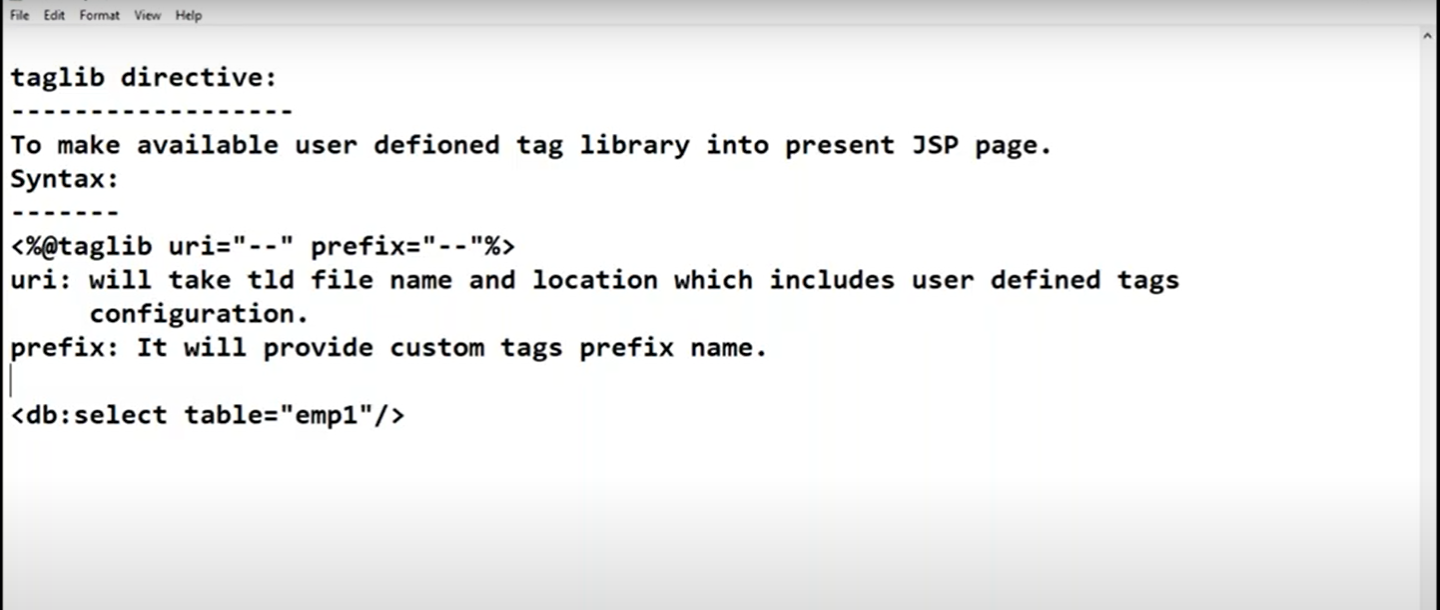 File Edit Format View Help
taglib directive:
------------------
To make available user defioned tag library into present JSP page.
Syntax:
-------
<%@taglib uri="--" prefix="--"%>
uri: will take tld file name and location which includes user defined tags
configuration.
prefix: It will provide custom tags prefix name.
<db:select table="emp1"/>